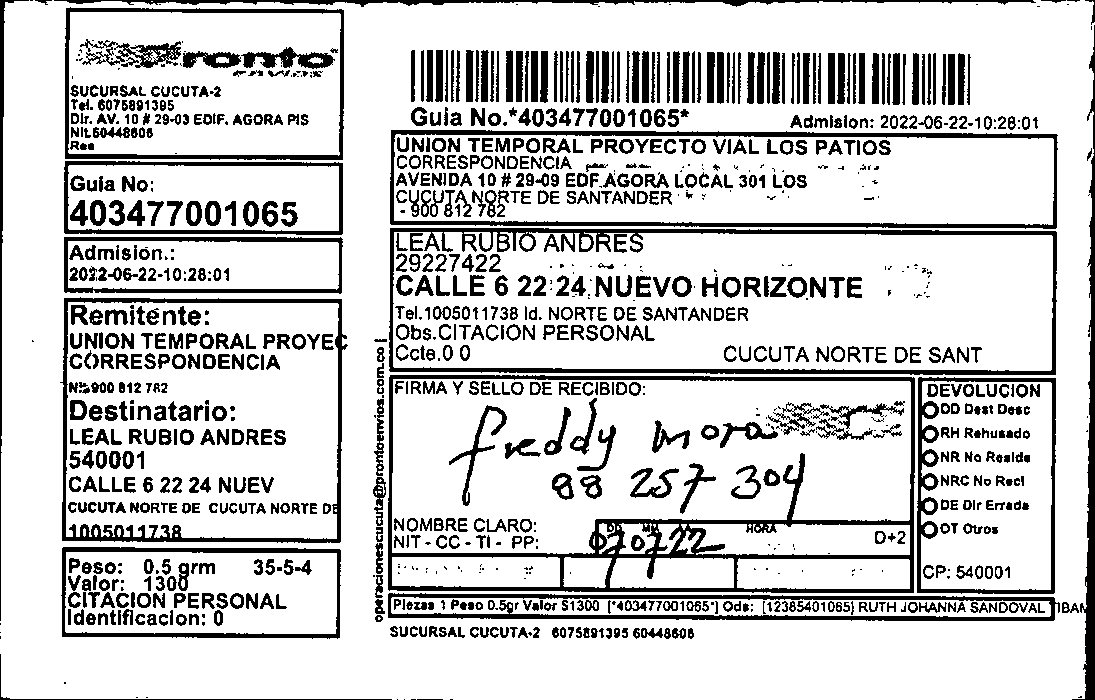 ronto
envios
SUCURSAL CUCUTA-2
Tel. 6075891395
Dir. AV. 10 # 29-03 EDIF. AGORA PIS
Nit.60448606
Res
Guia No:
403477001065
Admision.:
2022-06-22-10:28:01
Remitente:
UNION TEMPORAL PROYEC
CORRESPONDENCIA
Nit.900 812 782
Destinatario:
LEAL RUBIO ANDRES
540001
CALLE 6 22 24 NUEV
CUCUTA NORTE DE CUCUTA NORTE DE
1005011738
Peso: 0.5 grm 35-5-4
Valor: 1300
CITACION PERSONAL
Identificacion: 0
operacionescucuta@prontoenvios.com.co
Guia No.*403477001065*
Admision: 2022-06-22-10:28:01
UNION TEMPORAL PROYECTO VIAL LOS PATIOS
CORRESPONDENCIA
AVENIDA 10 # 29-09 EDF.AGORA LOCAL 301 LOS
CUCUTA NORTE DE SANTANDER
- 900 812 782
LEAL RUBIO ANDRES
29227422
CALLE 6 22 24 NUEVO HORIZONTE
Tel.1005011738 Id. NORTE DE SANTANDER
Obs.CITACION PERSONAL
Ccte.0 0 CUCUTA NORTE DE SANT
FIRMA Y SELLO DE RECIBIDO:
freddy mora
88 257 304
NOMBRE CLARO:
NIT - CC - TI - PP:
DD MM AA HORA
070722
D+2
DEVOLUCION
DD Dest Desc
RH Rehusado
NR No Reside
NRC No Recl
DE Dir Errada
OT Otros
CP: 540001
Piezas 1 Peso 0.5gr Valor $1300 [*403477001065*] Ods: [12385401065] RUTH JOHANNA SANDOVAL TIBAM
SUCURSAL CUCUTA-2 6075891395 60448606